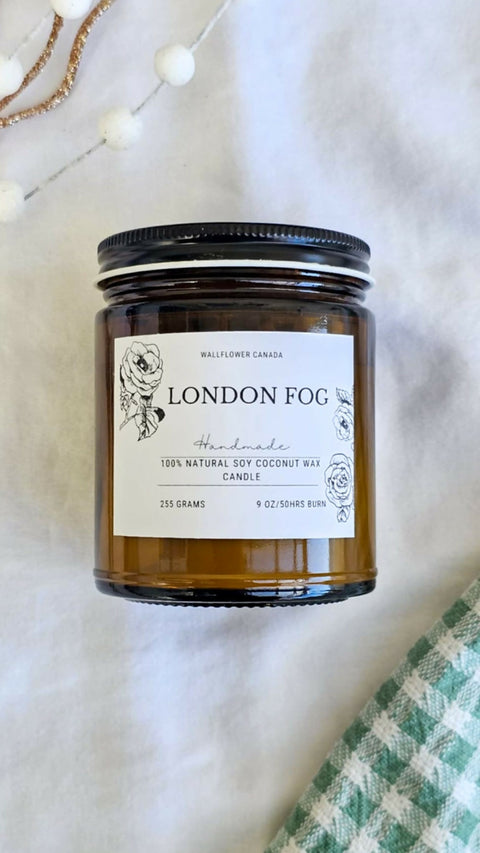 WALLFLOWER CANADA
LONDON FOG
Handmade
100% NATURAL SOY COCONUT WAX
CANDLE
255 GRAMS 9 OZ/50HRS BURN